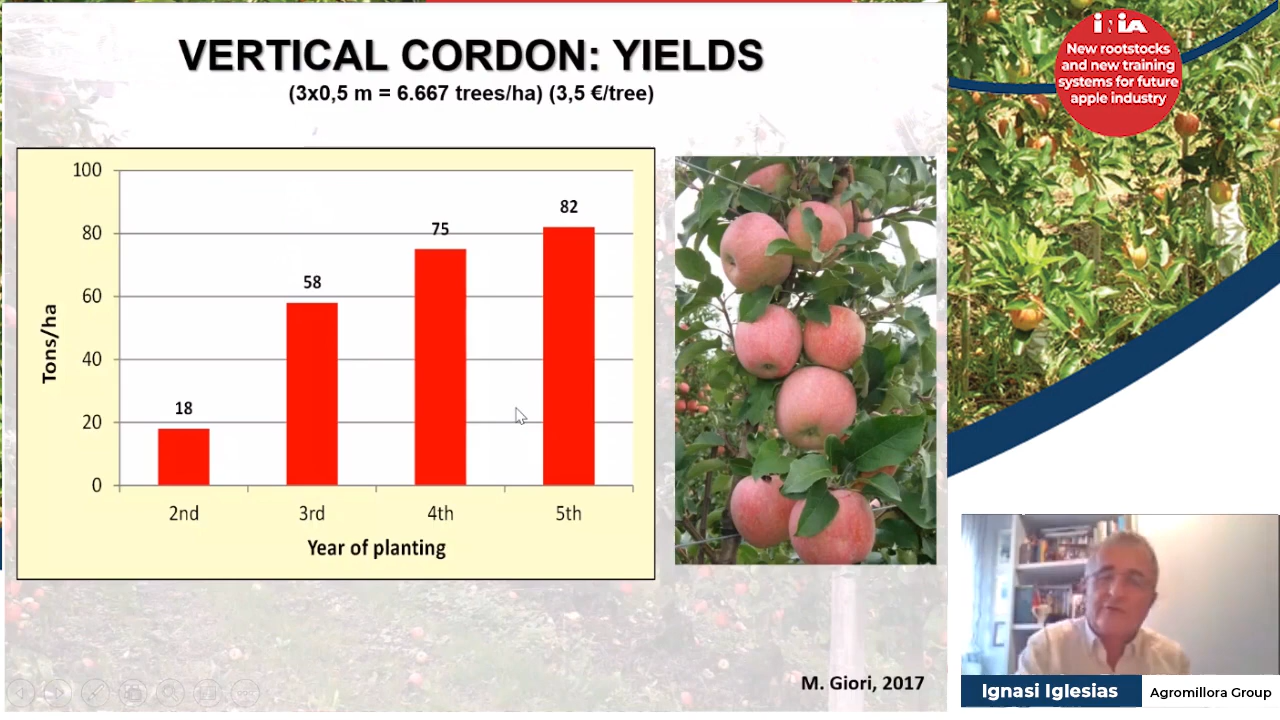 VERTICAL CORDON: YIELDS
(3x0,5 m = 6.667 trees/ha) (3,5 €/tree)
100
80
60
40
20
0
Tons/ha
18
58
75
82
2nd
3rd
4th
5th
Year of planting
M. Giori, 2017
iNiA
New rootstocks
and new training
systems for future
apple industry
Ignasi Iglesias
Agromillora Group